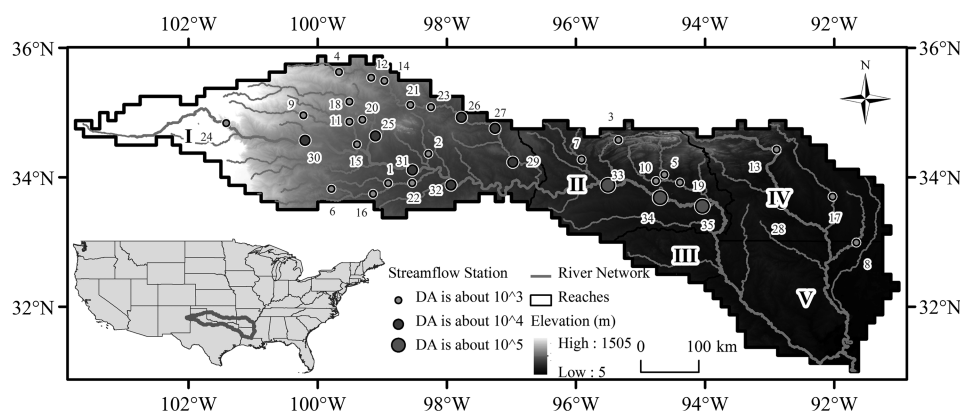 102°W 100°W 98°W 96°W 94°W 92°W
36°N 36°N
4
12
14
N
21
23
18
9
20
26
11
27
3
I
24
25
7
2
5
13
30
15
31
29
10
1
II
33
32
19
IV
6
16
22
34
17
34°N 34°N
35
28
III
8
V
Streamflow Station
River Network
DA is about 10^3
Reaches
DA is about 10^4
Elevation (m)
DA is about 10^5
High : 1505
Low : 5
0 100 km
32°N 32°N
102°W 100°W 98°W 96°W 94°W 92°W